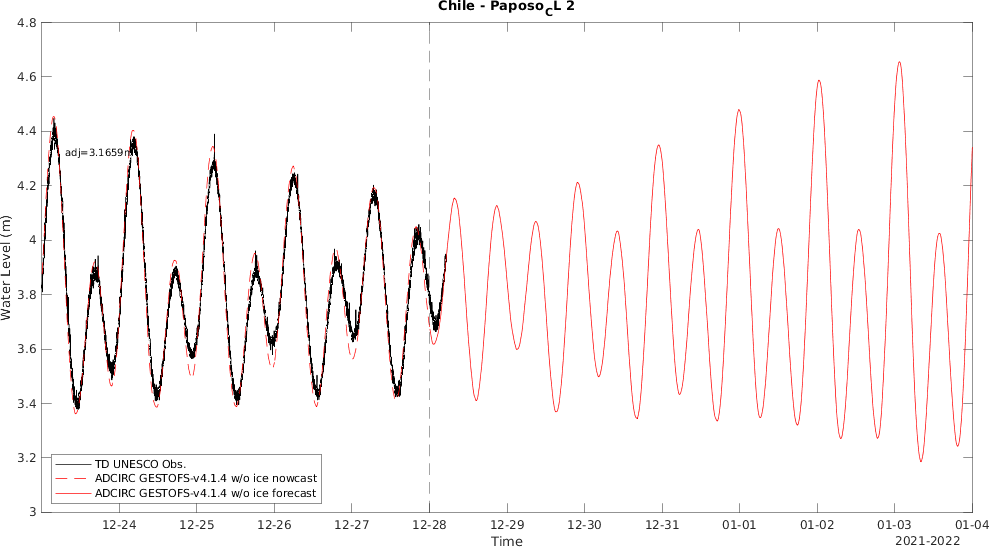 Chile - Paposo_CL 2
4.8
4.6
4.4
4.2
4
3.8
3.6
3.4
3.2
3
Water Level (m)
adj=3.1659m
TD UNESCO Obs.
ADCIRC GESTOFS-v4.1.4 w/o ice nowcast
ADCIRC GESTOFS-v4.1.4 w/o ice forecast
12-24 12-25 12-26 12-27 12-28 12-29 12-30 12-31 01-01 01-02 01-03 01-04
Time
2021-2022